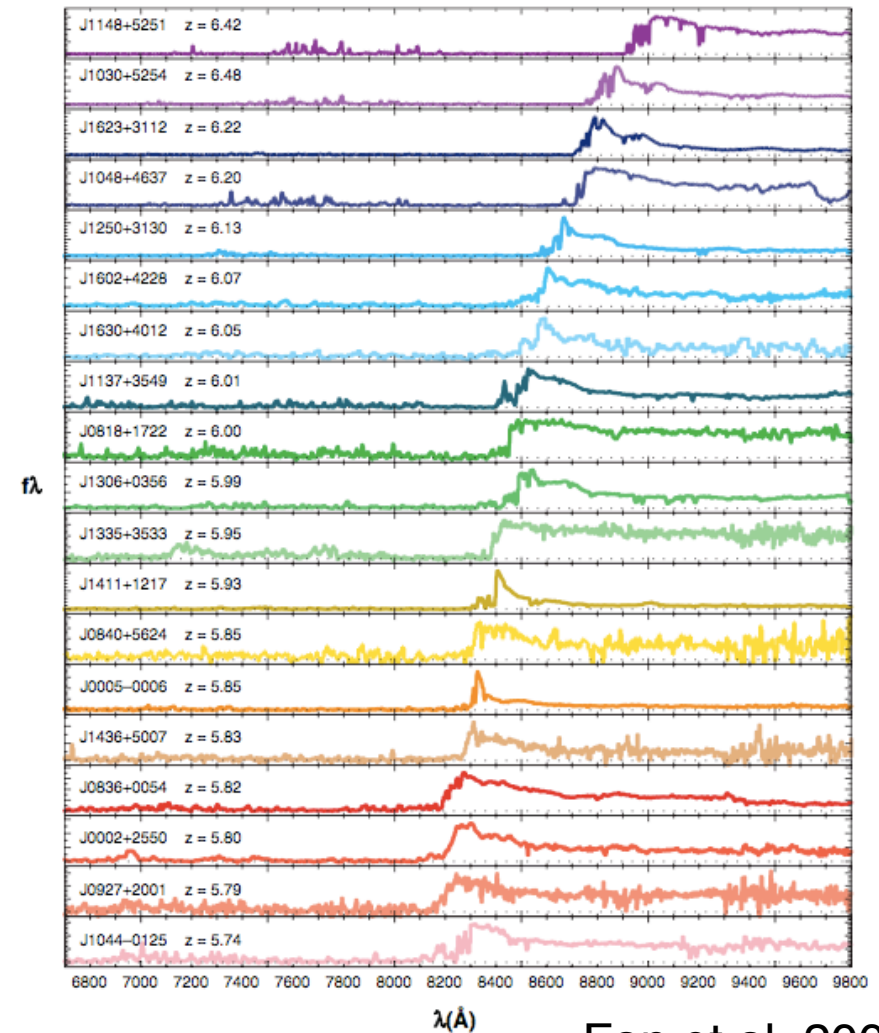 J1148+5251 z = 6.42
J1030+5254 z = 6.48
J1623+3112 z = 6.22
J1048+4637 z = 6.20
J1250+3130 z = 6.13
J1602+4228 z = 6.07
J1630+4012 z = 6.05
J1137+3549 z = 6.01
J0818+1722 z = 6.00
J1306+0356 z = 5.99
J1335+3533 z = 5.95
J1411+1217 z = 5.93
J0840+5624 z = 5.85
J0005–0006 z = 5.85
J1436+5007 z = 5.83
J0836+0054 z = 5.82
J0002+2550 z = 5.80
J0927+2001 z = 5.79
J1044–0125 z = 5.74
fλ
6800 7000 7200 7400 7600 7800 8000 8200 8400 8600 8800 9000 9200 9400 9600 9800
λ(Å)